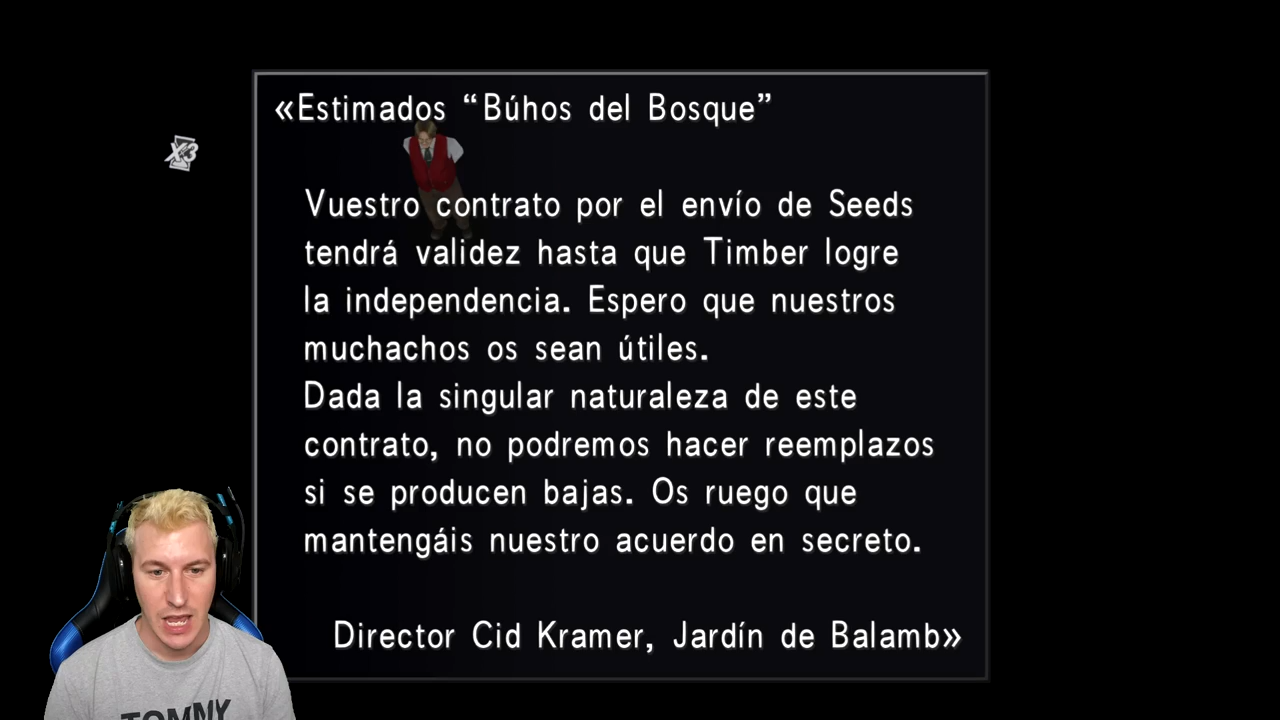 «Estimados “Búhos del Bosque”
Vuestro contrato por el envío de Seeds
tendrá validez hasta que Timber logre
la independencia. Espero que nuestros
muchachos os sean útiles.
Dada la singular naturaleza de este
contrato, no podremos hacer reemplazos
si se producen bajas. Os ruego que
mantengáis nuestro acuerdo en secreto.
Director Cid Kramer, Jardín de Balamb»
X3
TOMMY